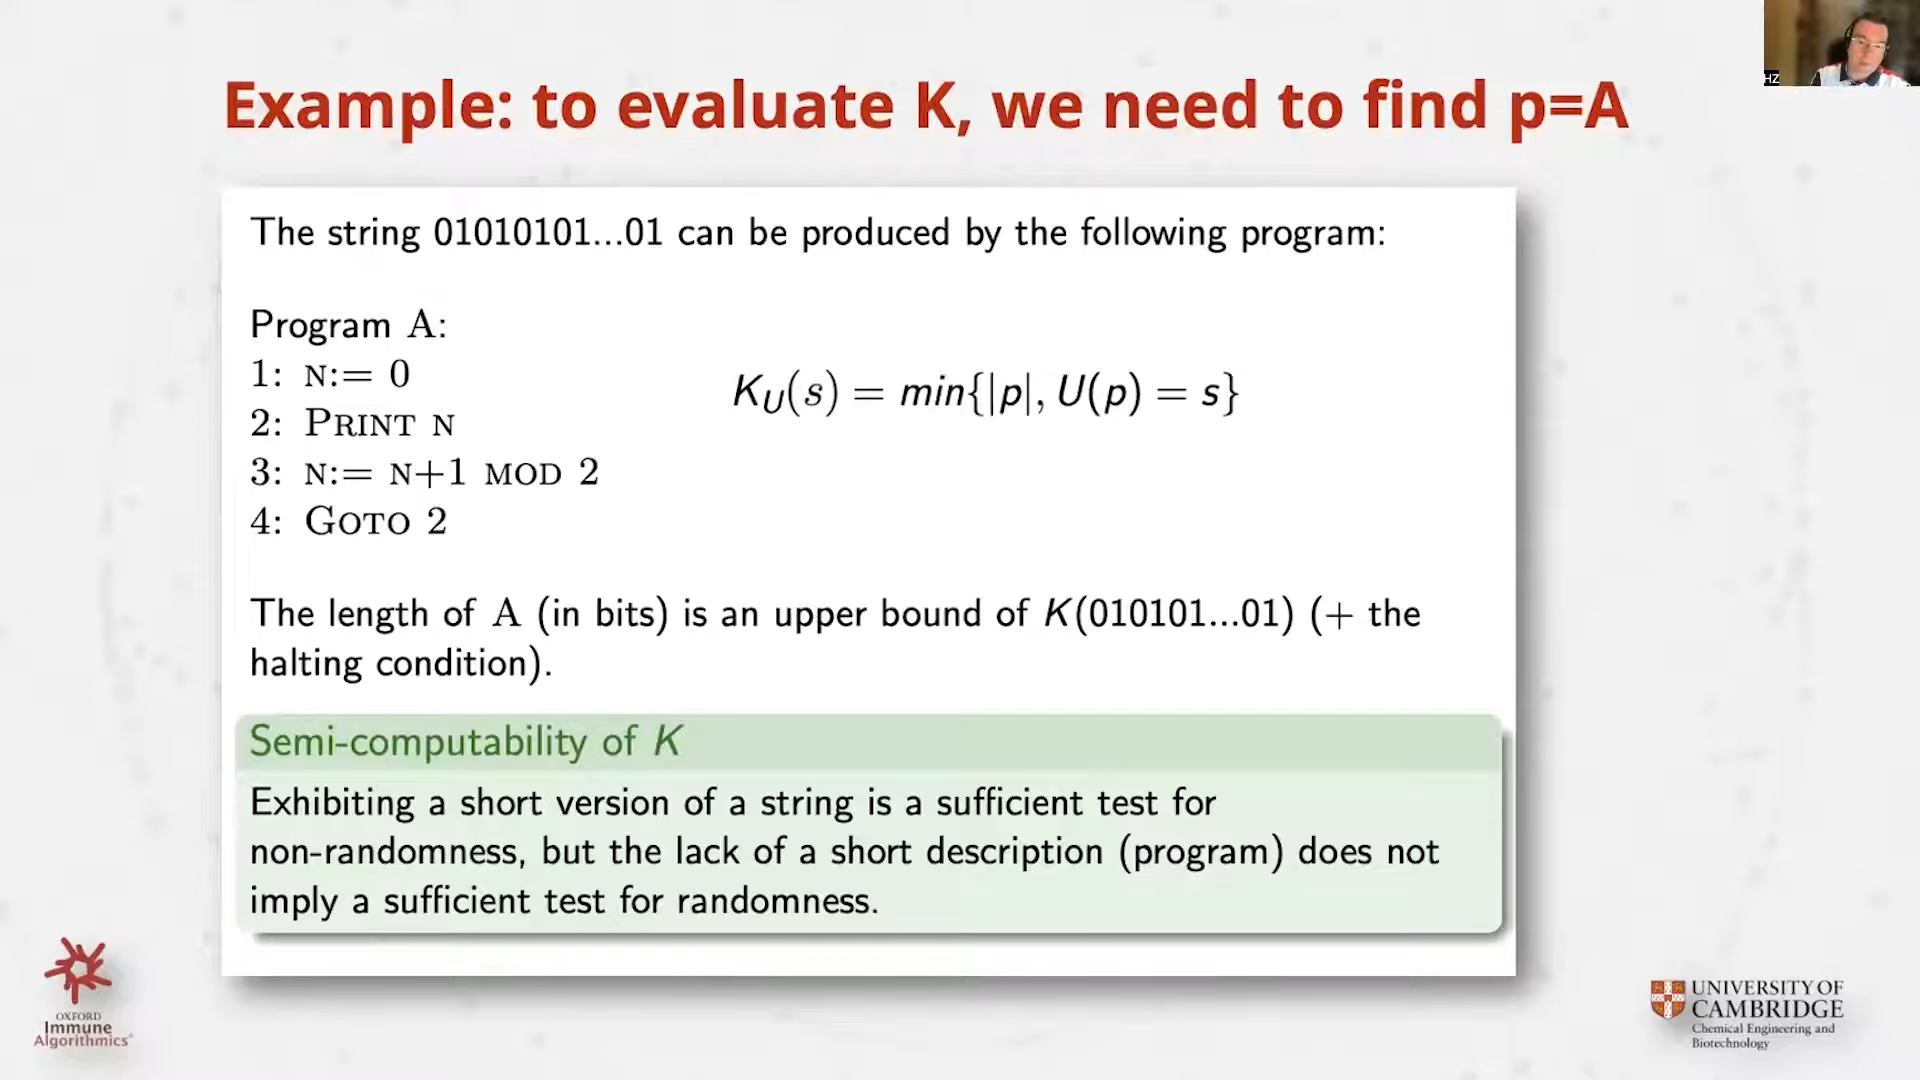 HZ
Example: to evaluate K, we need to find p=A
The string 01010101...01 can be produced by the following program:
Program A:
1: N:= 0
2: PRINT N
3: N:= N+1 MOD 2
4: GOTO 2
K_U(s) = min{|p|, U(p) = s}
The length of A (in bits) is an upper bound of K(010101...01) (+ the
halting condition).
Semi-computability of K
Exhibiting a short version of a string is a sufficient test for
non-randomness, but the lack of a short description (program) does not
imply a sufficient test for randomness.
OXFORD
Immune
Algorithmics
UNIVERSITY OF
CAMBRIDGE
Chemical Engineering and
Biotechnology